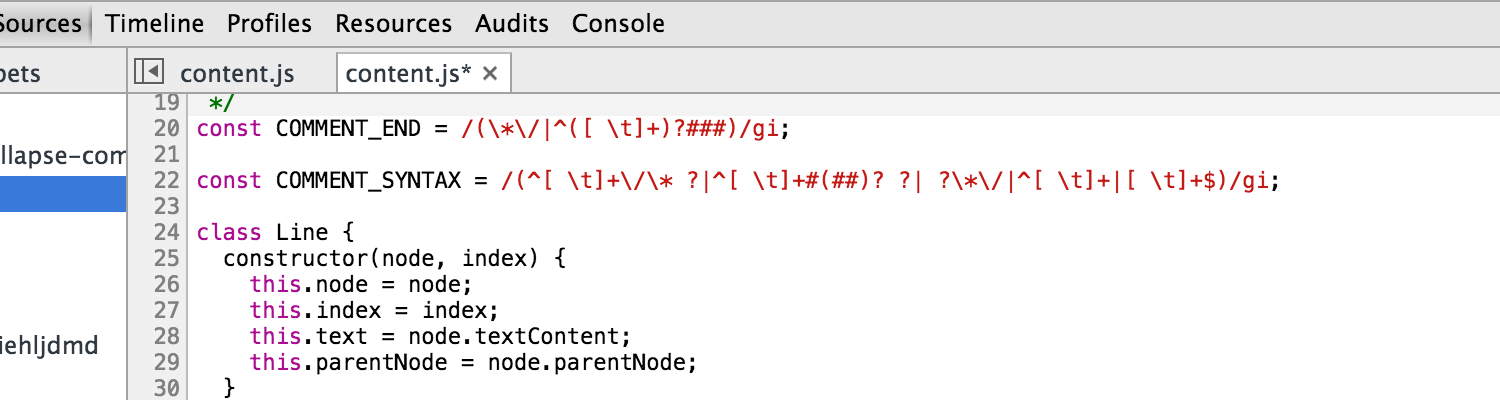 Sources Timeline Profiles Resources Audits Console
content.js content.js* ×
19 */
20 const COMMENT_END = /(\*\/|^([ \t]+)?###)/gi;
21
22 const COMMENT_SYNTAX = /(^[ \t]+\/\* ?|^[ \t]+#(##)? ?| ?\*\/|^[ \t]+|[ \t]+$)/gi;
23
24 class Line {
25 constructor(node, index) {
26 this.node = node;
27 this.index = index;
28 this.text = node.textContent;
29 this.parentNode = node.parentNode;
30 }
pets
llapse-com
iehljdmd